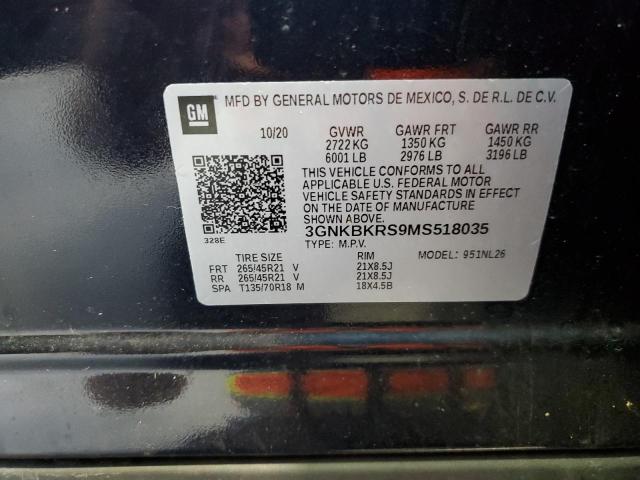 GM
MFD BY GENERAL MOTORS DE MEXICO, S. DE R.L. DE C.V.
10/20 GVWR GAWR FRT GAWR RR
2722 KG 1350 KG 1450 KG
6001 LB 2976 LB 3196 LB
THIS VEHICLE CONFORMS TO ALL
APPLICABLE U.S. FEDERAL MOTOR
VEHICLE SAFETY STANDARDS IN EFFECT
ON THE DATE OF MANUFACTURE
SHOWN ABOVE.
328E
3GNKBKRS9MS518035
TYPE: M.P.V. MODEL: 951NL26
TIRE SIZE RIM
FRT 265/45R21 V 21X8.5J
RR 265/45R21 V 21X8.5J
SPA T135/70R18 M 18X4.5B